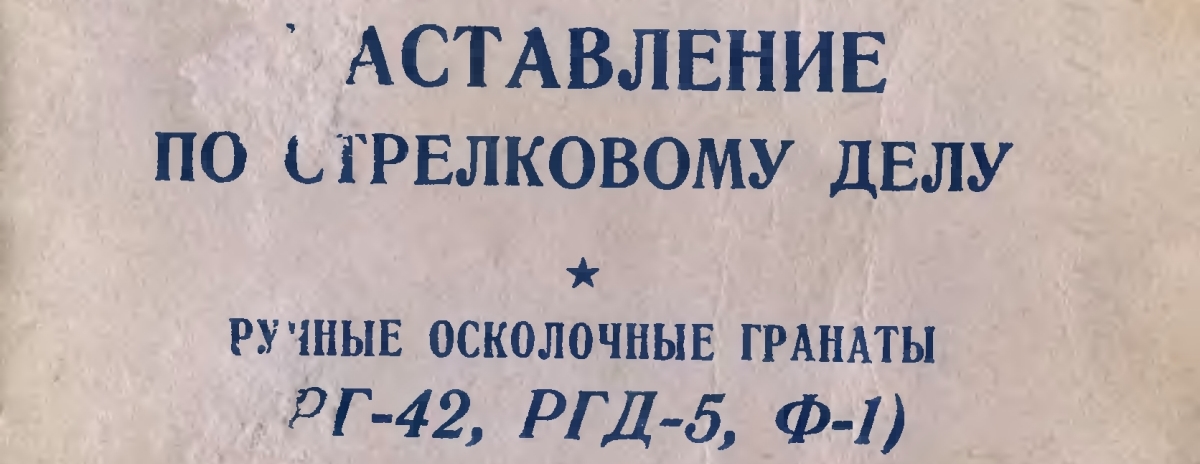 АСТАВЛЕНИЕ
ПО СТРЕЛКОВОМУ ДЕЛУ
★
РУЧНЫЕ ОСКОЛОЧНЫЕ ГРАНАТЫ
РГ-42, РГД-5, Ф-1)